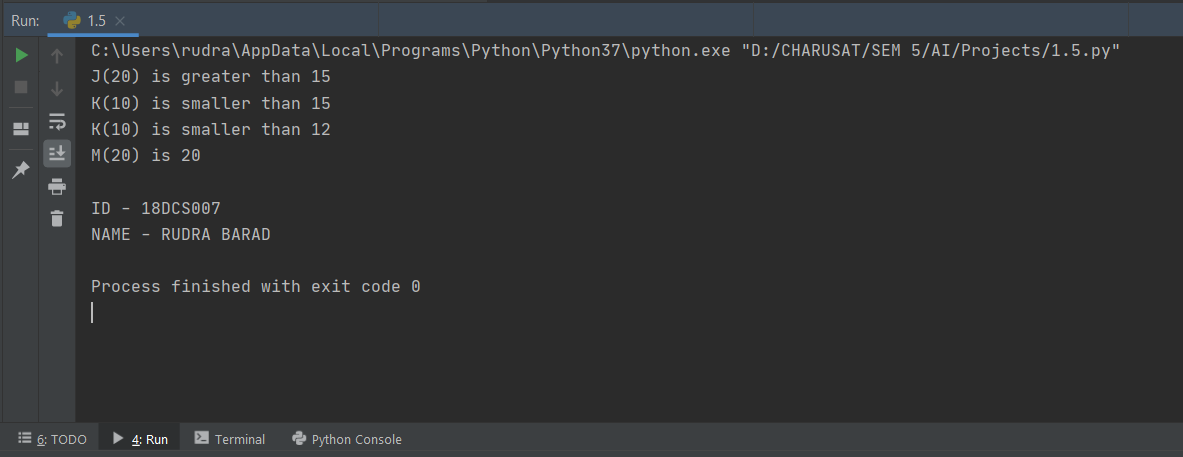 Run: 1.5
C:\Users\rudra\AppData\Local\Programs\Python\Python37\python.exe "D:/CHARUSAT/SEM 5/AI/Projects/1.5.py"
J(20) is greater than 15
K(10) is smaller than 15
K(10) is smaller than 12
M(20) is 20
ID - 18DCS007
NAME - RUDRA BARAD
Process finished with exit code 0
6: TODO 4: Run Terminal Python Console